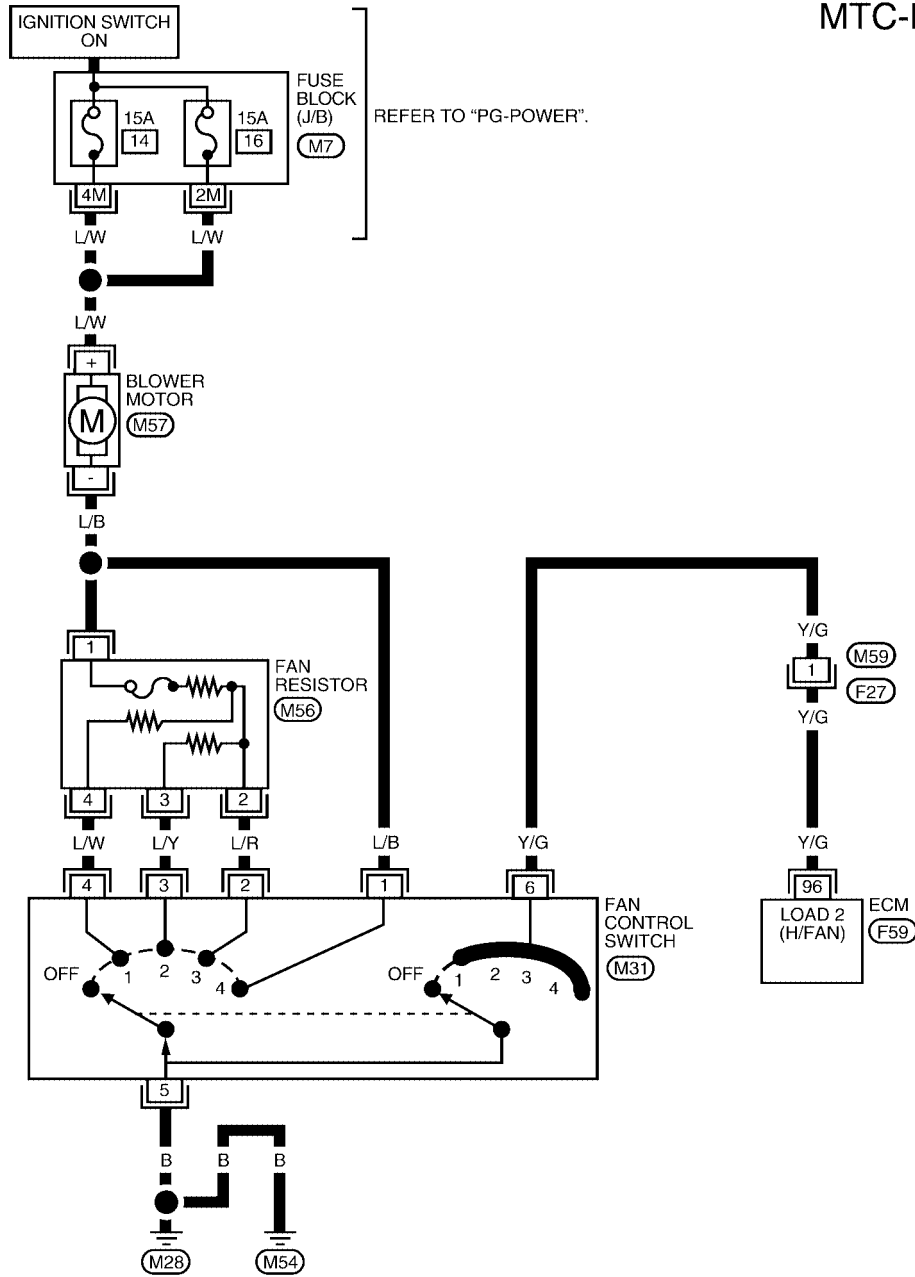 MTC-
IGNITION SWITCH
ON
FUSE
BLOCK
(J/B)
M7
REFER TO “PG-POWER”.
15A
14
15A
16
4M
2M
L/W
L/W
L/W
+
BLOWER
MOTOR
M57
M
-
L/B
1
FAN
RESISTOR
M56
Y/G
1
M59
F27
Y/G
4
3
2
L/W
L/Y
L/R
L/B
Y/G
Y/G
4
3
2
1
6
96
FAN
CONTROL
SWITCH
M31
LOAD 2
(H/FAN)
ECM
F59
OFF
1
2
3
4
OFF
1
2
3
4
5
B
B
B
M28
M54